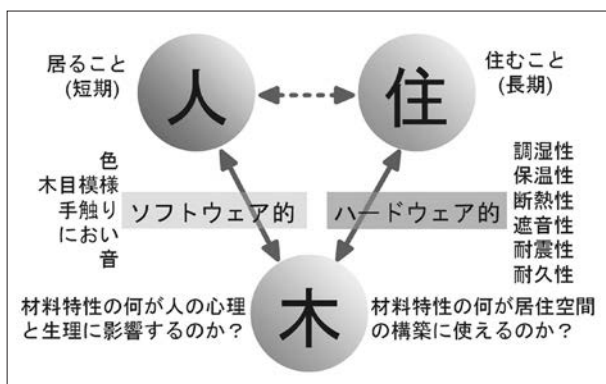 居ること
(短期)
人
住
住むこと
(長期)
色
木目模様
手触り
におい
音
ソフトウェア的
ハードウェア的
調湿性
保温性
断熱性
遮音性
耐震性
耐久性
材料特性の何が人の心理
と生理に影響するのか？
木
材料特性の何が居住空間
の構築に使えるのか？